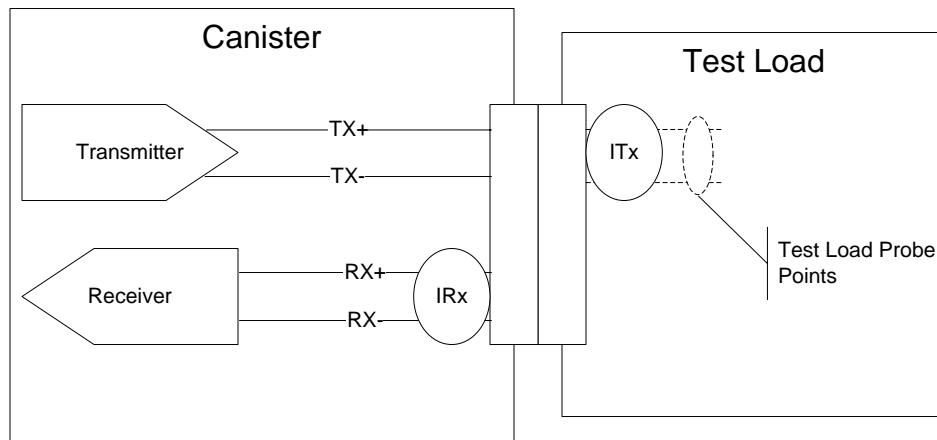 Canister
Test Load
TX+
Transmitter
ITx
TX-
Test Load Probe
Points
RX+
Receiver
IRx
RX-